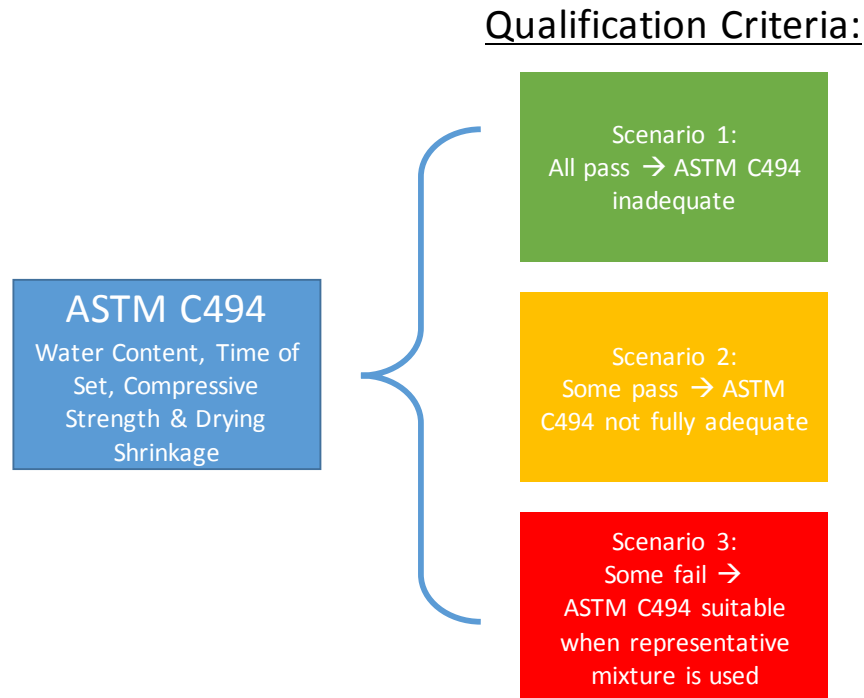 Qualification Criteria:
Scenario 1:
All pass → ASTM C494
inadequate
ASTM C494
Water Content, Time of
Set, Compressive
Strength & Drying
Shrinkage
Scenario 2:
Some pass → ASTM
C494 not fully adequate
Scenario 3:
Some fail →
ASTM C494 suitable
when representative
mixture is used